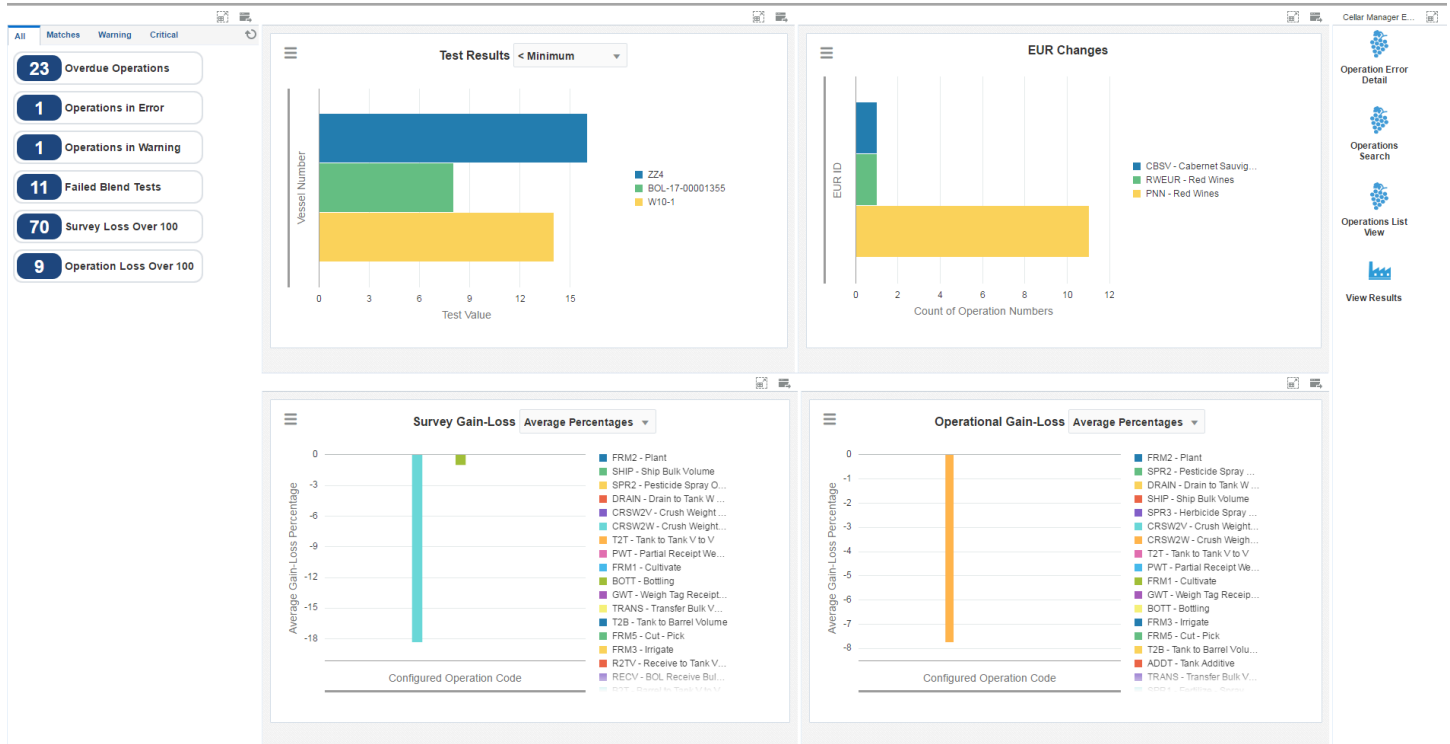 All
Matches
Warning
Critical
23 Overdue Operations
1 Operations in Error
1 Operations in Warning
11 Failed Blend Tests
70 Survey Loss Over 100
9 Operation Loss Over 100
Test Results < Minimum
Vessel Number
0 3 6 9 12 15
Test Value
ZZ4
BOL-17-00001355
W10-1
EUR Changes
EUR ID
0 2 4 6 8 10 12
Count of Operation Numbers
CBSV - Cabernet Sauvig...
RWEUR - Red Wines
PNN - Red Wines
Cellar Manager E...
Operation Error
Detail
Operations
Search
Operations List
View
View Results
Survey Gain-Loss Average Percentages
Average Gain-Loss Percentage
0
-3
-6
-9
-12
-15
-18
Configured Operation Code
FRM2 - Plant
SHIP - Ship Bulk Volume
SPR2 - Pesticide Spray O...
DRAIN - Drain to Tank W ...
CRSW2V - Crush Weight ...
CRSW2W - Crush Weight...
T2T - Tank to Tank V to V
PWT - Partial Receipt We...
FRM1 - Cultivate
BOTT - Bottling
GWT - Weigh Tag Receipt...
TRANS - Transfer Bulk V...
T2B - Tank to Barrel Volume
FRM5 - Cut - Pick
FRM3 - Irrigate
R2TV - Receive to Tank V...
RECV - BOL Receive Bul...
Operational Gain-Loss Average Percentages
Average Gain-Loss Percentage
0
-1
-2
-3
-4
-5
-6
-7
-8
Configured Operation Code
FRM2 - Plant
SPR2 - Pesticide Spray ...
DRAIN - Drain to Tank W ...
SHIP - Ship Bulk Volume
SPR3 - Herbicide Spray ...
CRSW2V - Crush Weight...
CRSW2W - Crush Weigh...
T2T - Tank to Tank V to V
PWT - Partial Receipt We...
FRM1 - Cultivate
GWT - Weigh Tag Receip...
BOTT - Bottling
FRM3 - Irrigate
FRM5 - Cut - Pick
T2B - Tank to Barrel Volu...
ADDT - Tank Additive
TRANS - Transfer Bulk V...